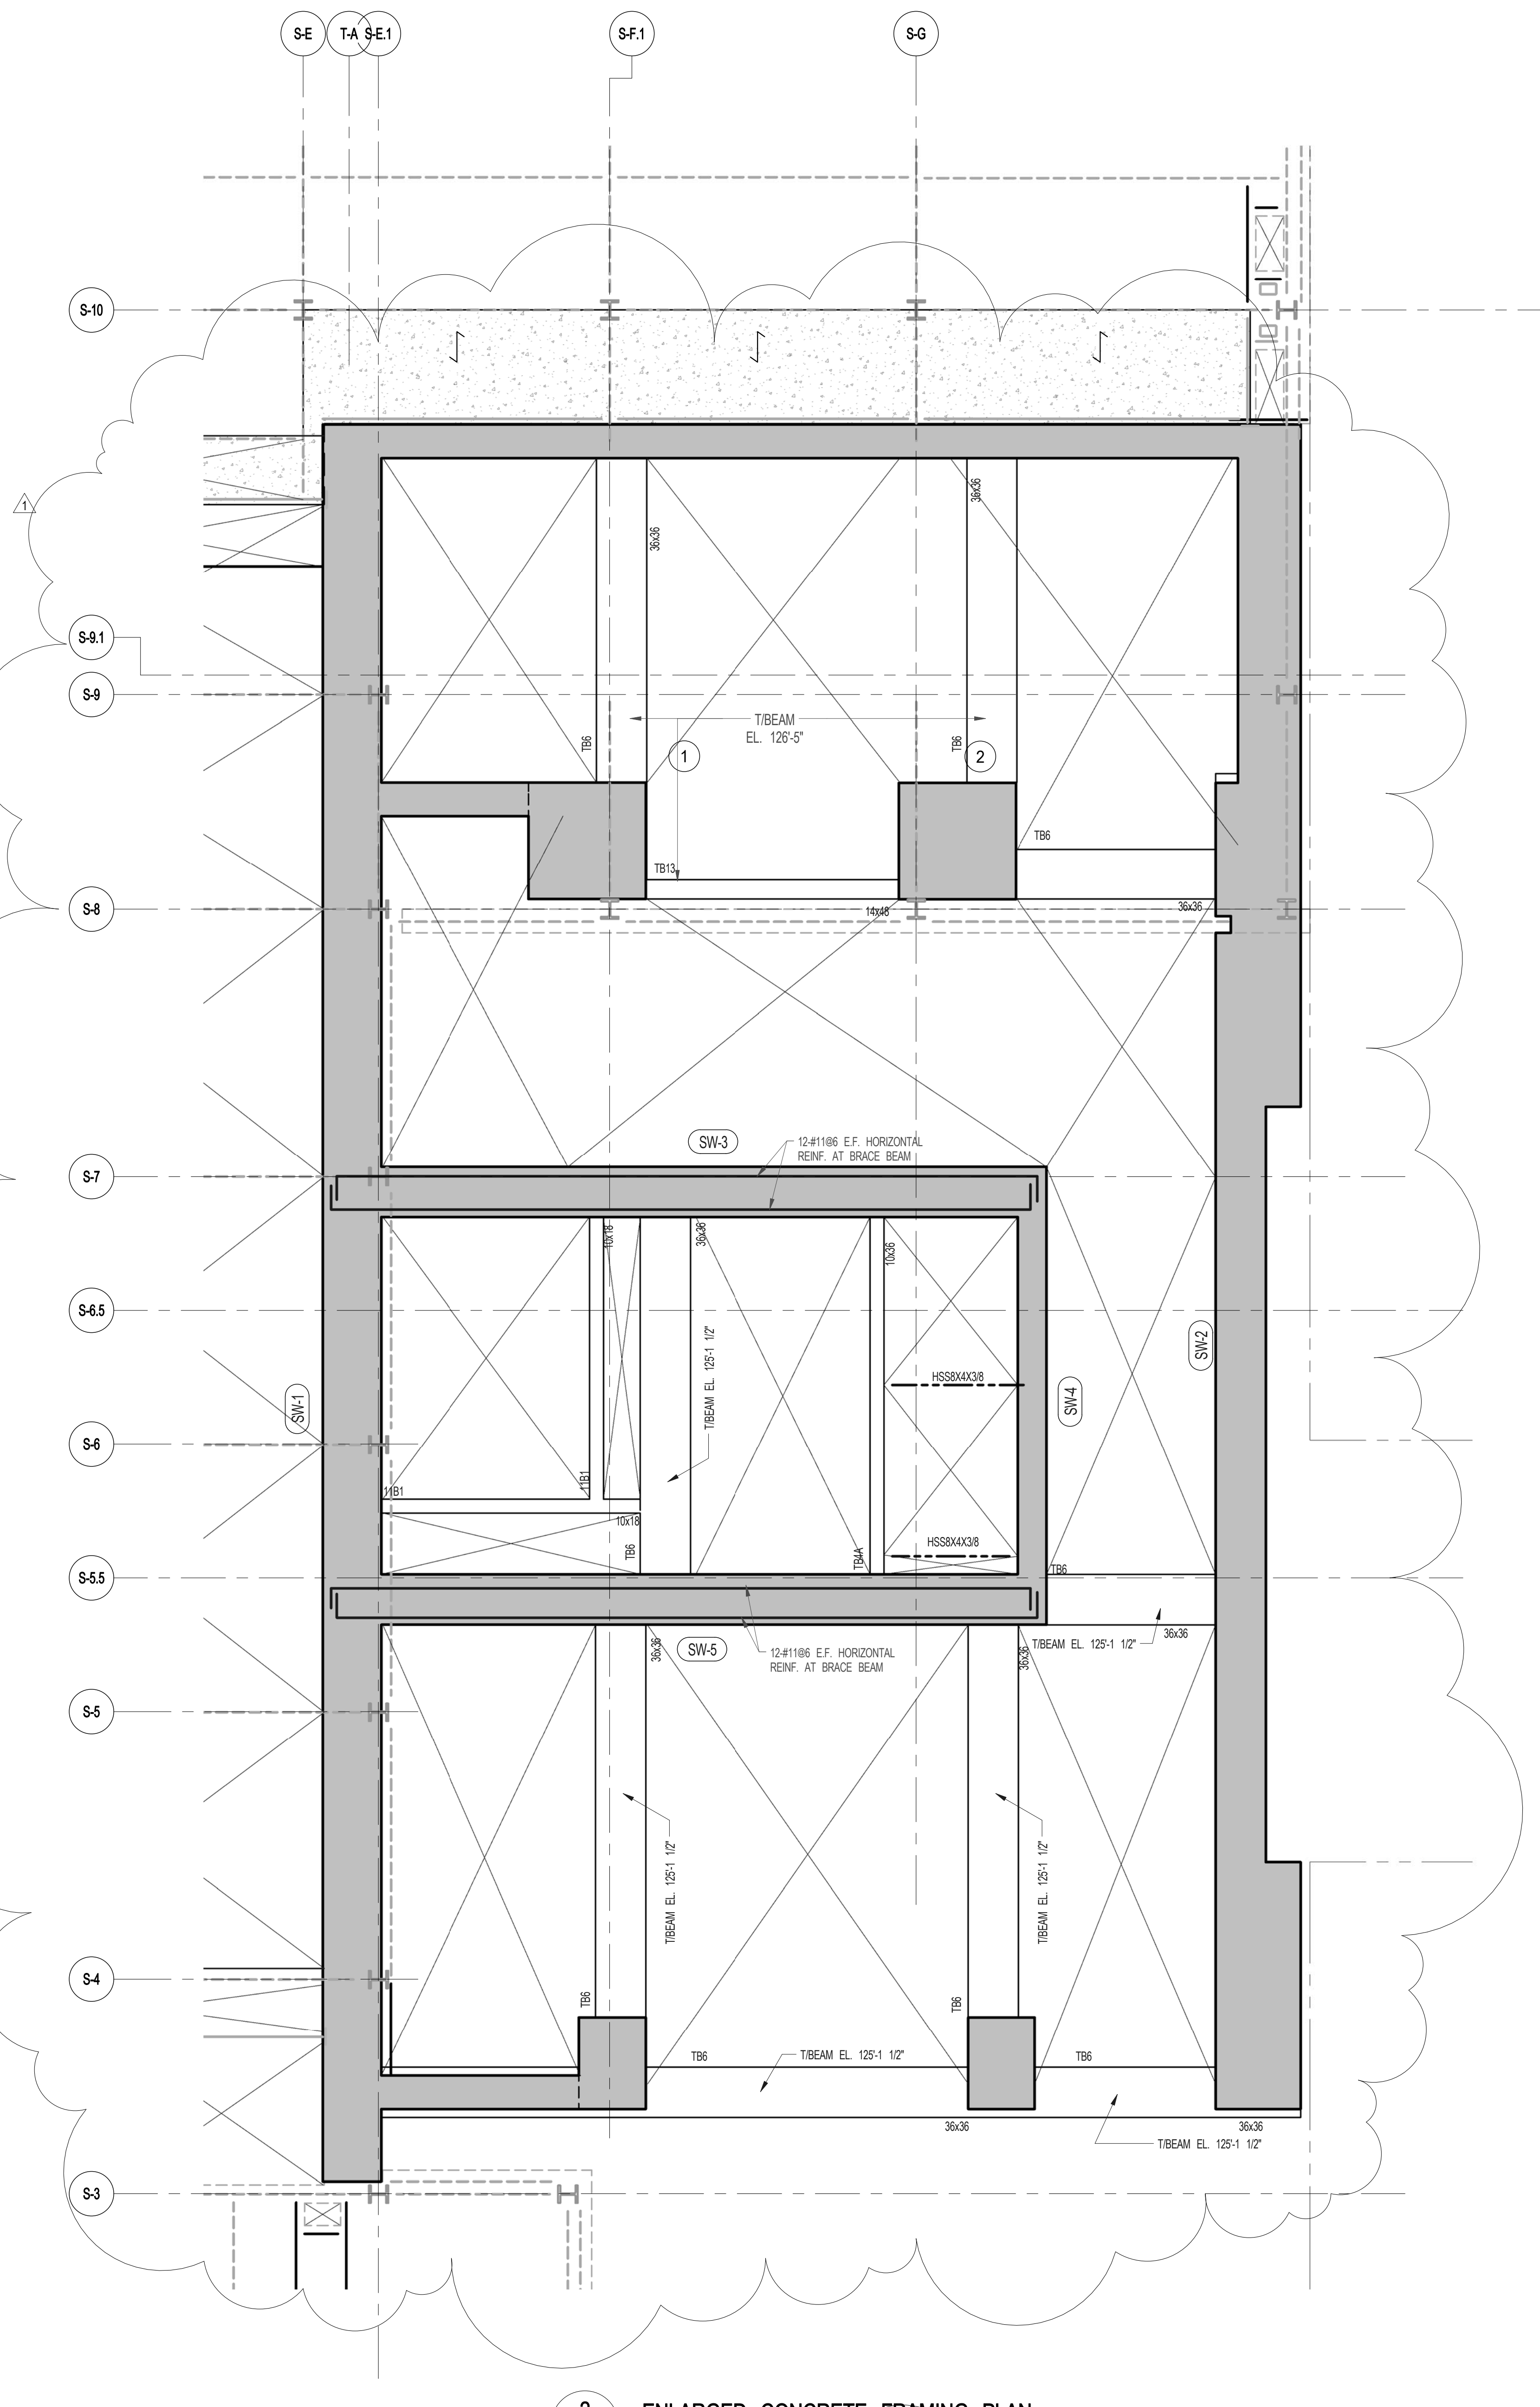 S-E T-A S-E.1 S-F.1 S-G
S-10
1
S-9.1
S-9
36x36
36x36
T/BEAM
EL. 126'-5"
TB6
TB6
1
2
TB6
TB13
S-8
14x48
36x36
SW-3
12-#11@6 E.F. HORIZONTAL
REINF. AT BRACE BEAM
S-7
10x18
36x36
10x36
S-6.5
T/BEAM EL. 125'-1 1/2"
SW-2
HSS8X4X3/8
SW-1
SW-4
S-6
11B1
11B1
10x18
TB6
TB4A
HSS8X4X3/8
TB6
S-5.5
36x36
SW-5
12-#11@6 E.F. HORIZONTAL
REINF. AT BRACE BEAM
36x36
T/BEAM EL. 125'-1 1/2"
36x36
S-5
T/BEAM EL. 125'-1 1/2"
T/BEAM EL. 125'-1 1/2"
S-4
TB6
TB6
TB6
T/BEAM EL. 125'-1 1/2"
TB6
36x36
36x36
T/BEAM EL. 125'-1 1/2"
S-3
ENLARGED CONCRETE FRAMING PLAN